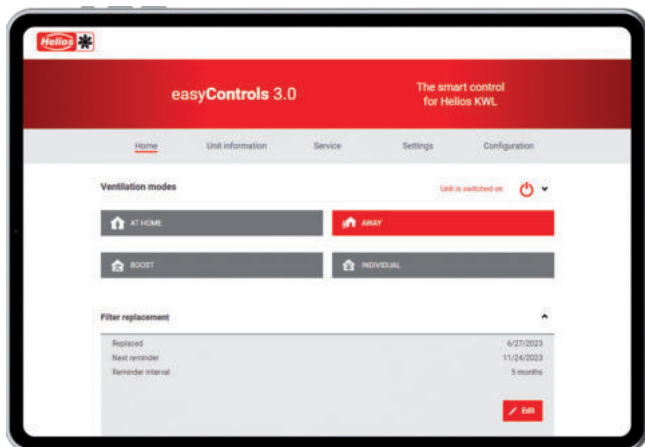 Helios
easyControls 3.0
The smart control
for Helios KWL
Home Unit information Service Settings Configuration
Ventilation modes
Unit is switched on
AT HOME
AWAY
BOOST
INDIVIDUAL
Filter replacement
Replaced 6/27/2023
Next reminder 11/24/2023
Reminder interval 5 months
Edit